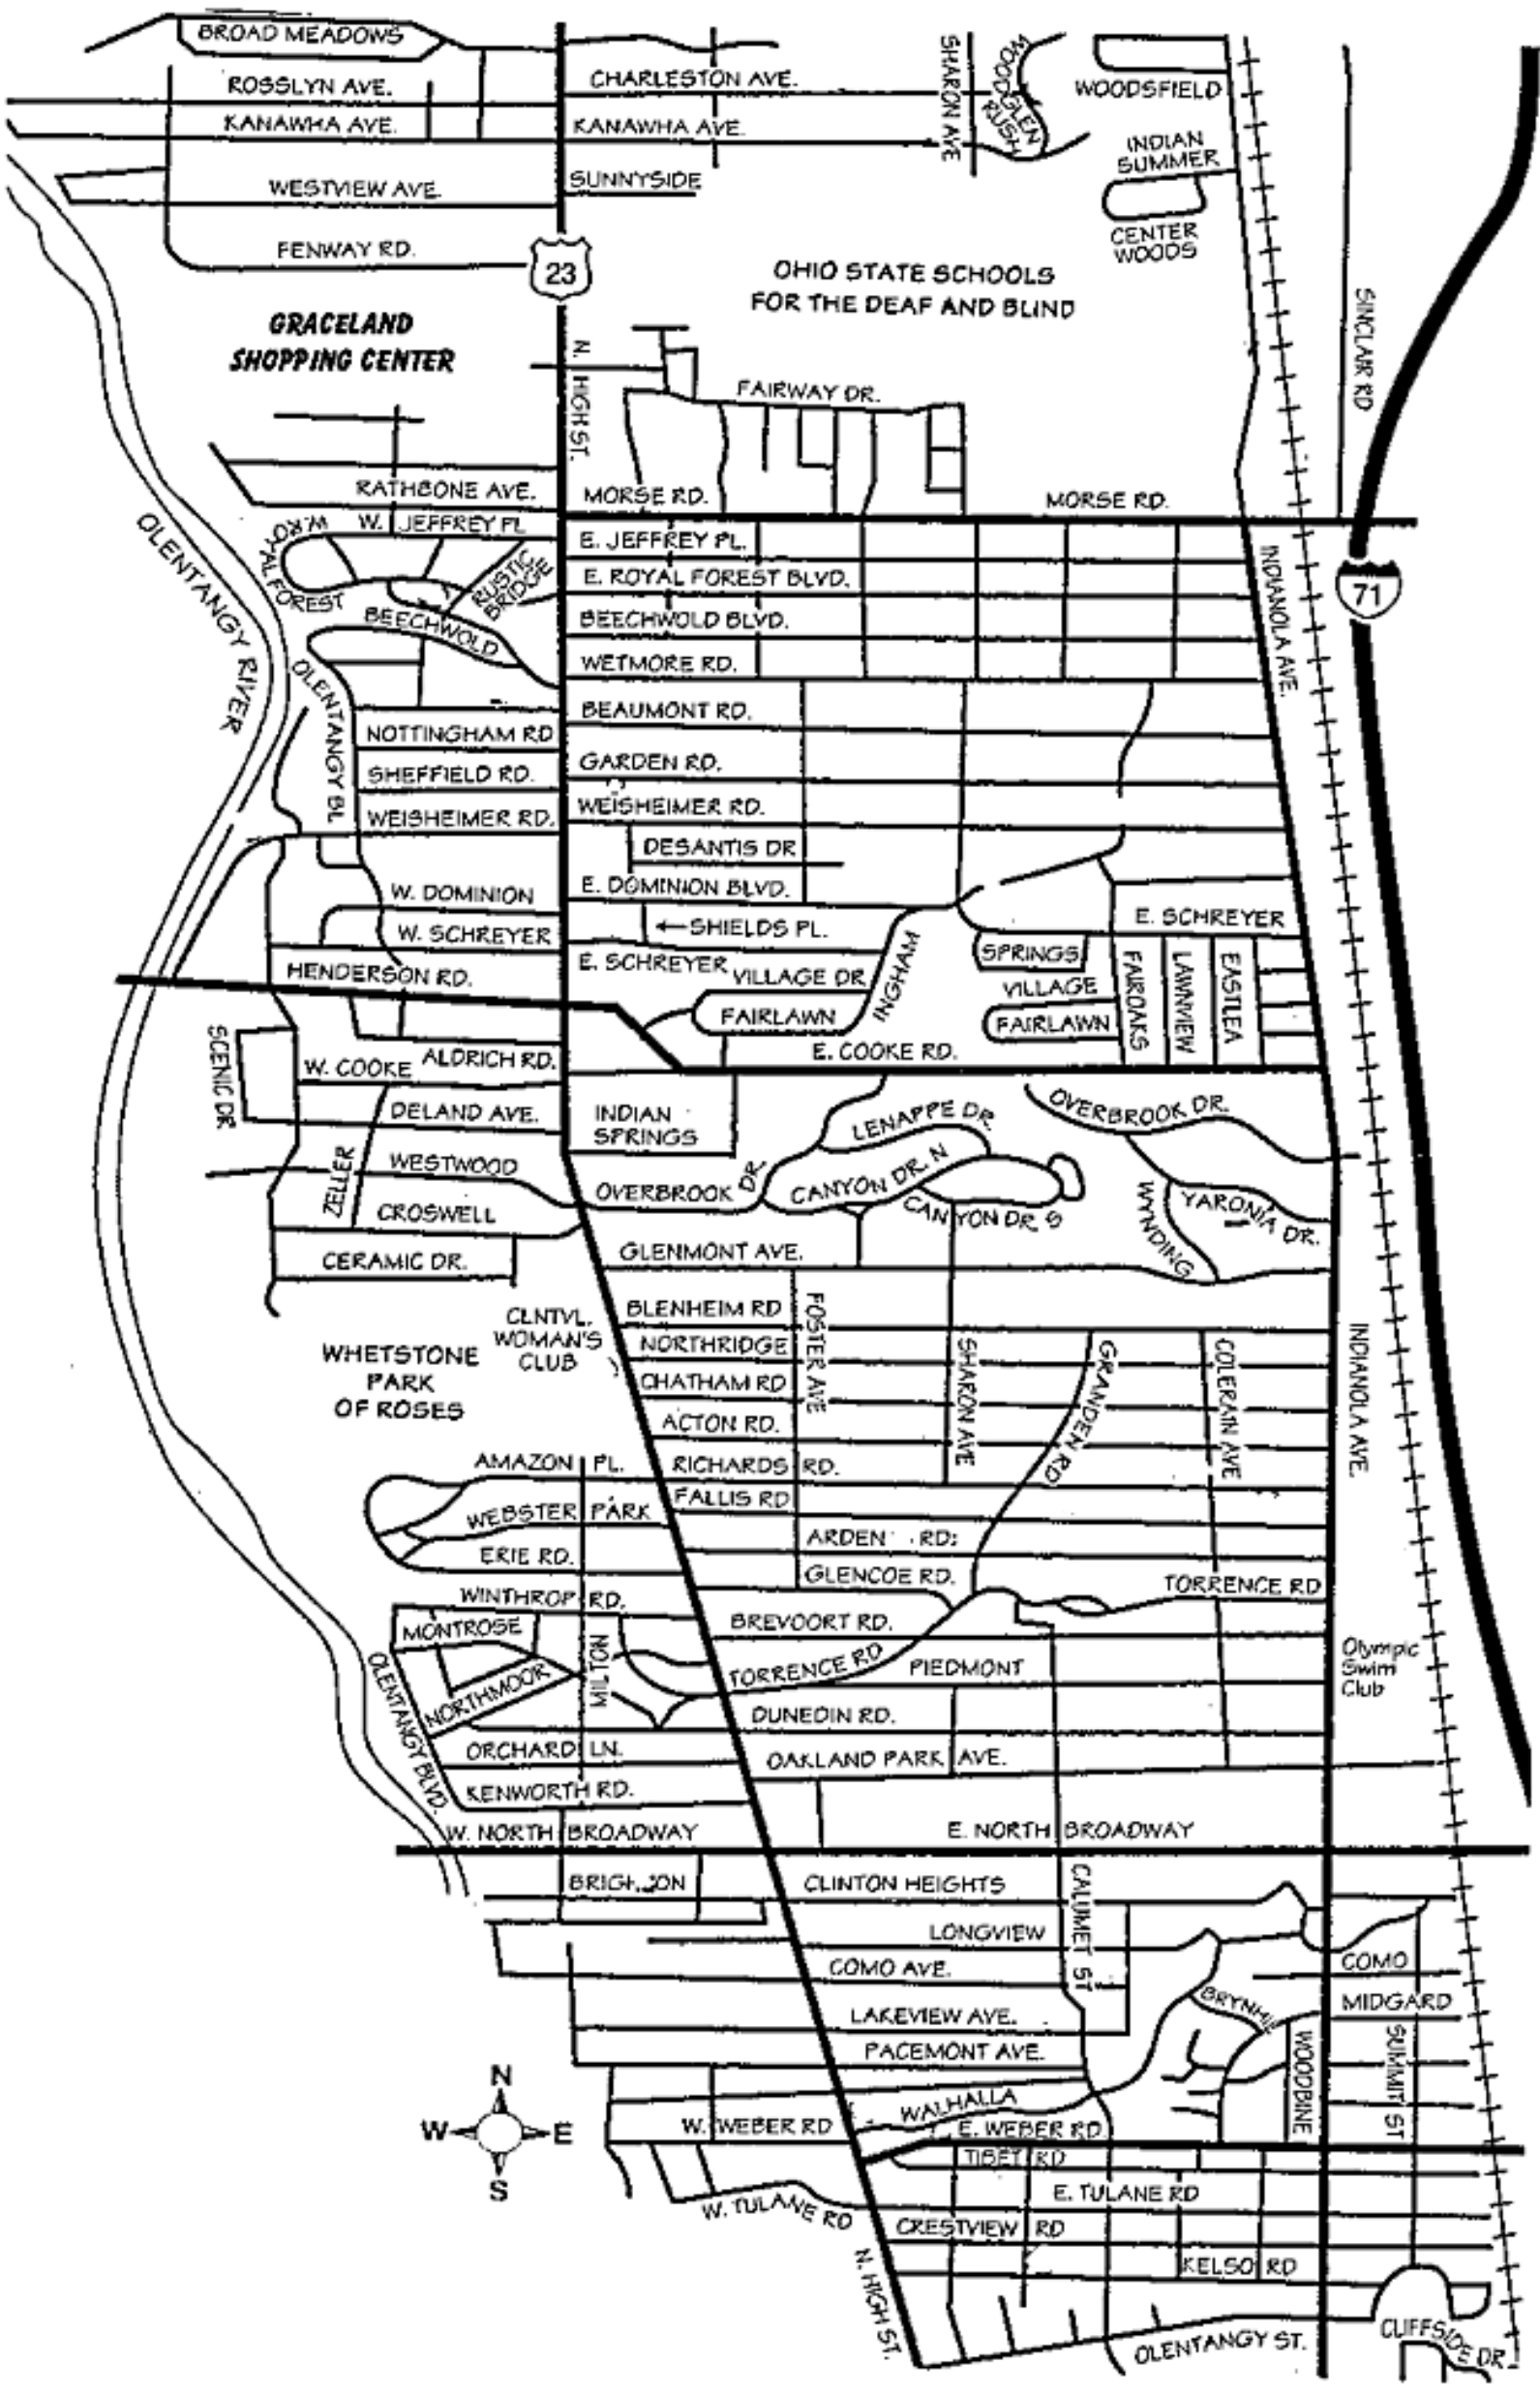 BROAD MEADOWS
ROSSLYN AVE.
KANAWHA AVE.
WESTVIEW AVE.
FENWAY RD.
CHARLESTON AVE.
KANAWHA AVE.
SUNNYSIDE
SHARON AVE
WOODGLEN
RUSH
WOODSFIELD
INDIAN
SUMMER
CENTER
WOODS
23
OHIO STATE SCHOOLS
FOR THE DEAF AND BLIND
GRACELAND
SHOPPING CENTER
N. HIGH ST.
SINCLAIR RD
FAIRWAY DR.
RATHBONE AVE.
MORSE RD.
MORSE RD.
W. JEFFREY PL
W. ROYAL FOREST
RUSTIC
BRIDGE
BEECHWOLD
OLENTANGY RIVER
OLENTANGY BL
E. JEFFREY PL.
E. ROYAL FOREST BLVD.
BEECHWOLD BLVD.
WETMORE RD.
INDIANOLA AVE.
71
BEAUMONT RD.
NOTTINGHAM RD
GARDEN RD.
SHEFFIELD RD.
WEISHEIMER RD.
WEISHEIMER RD.
DESANTIS DR
W. DOMINION
E. DOMINION BLVD.
W. SCHREYER
←SHIELDS PL.
E. SCHREYER
E. SCHREYER
HENDERSON RD.
VILLAGE DR
INGHAM
SPRINGS
VILLAGE
FAIRLAWN
FAIRLAWN
FAIROAKS
LAWNVIEW
EASTLEA
E. COOKE RD.
SCENIC DR.
W. COOKE
ALDRICH RD.
DELAND AVE.
INDIAN
SPRINGS
LENAPPE DR.
OVERBROOK DR.
ZELLER
WESTWOOD
OVERBROOK DR.
CANYON DR. N
CANYON DR. S
WYNDING
YARONIA DR.
CROSWELL
CERAMIC DR.
GLENMONT AVE.
CLNTVL.
WOMAN'S
CLUB
WHETSTONE
PARK
OF ROSES
BLENHEIM RD
NORTHRIDGE
CHATHAM RD
ACTON RD.
FOSTER AVE
SHARON AVE
GRANDEN RD
COLERAIN AVE
INDIANOLA AVE.
AMAZON PL.
RICHARDS RD.
WEBSTER PARK
FALLIS RD
ERIE RD.
ARDEN RD:
GLENCOE RD.
TORRENCE RD
WINTHROP RD.
MONTROSE
BREVOORT RD.
MILTON
TORRENCE RD
PIEDMONT
Olympic
Swim
Club
NORTHMOOR
OLENTANGY BLVD.
DUNEDIN RD.
ORCHARD LN.
OAKLAND PARK AVE.
KENWORTH RD.
W. NORTH BROADWAY
E. NORTH BROADWAY
CLINTON HEIGHTS
CALUMET ST
LONGVIEW
COMO AVE.
COMO
MIDGARD
LAKEVIEW AVE.
PACEMONT AVE.
WOODBINE
SUMMIT ST
WALHALLA
N
W E
S
W. WEBER RD
E. WEBER RD
TIBET RD
E. TULANE RD
W. TULANE RD
CRESTVIEW RD
KELSO RD
N. HIGH ST.
OLENTANGY ST.
CLIFFSIDE DR.